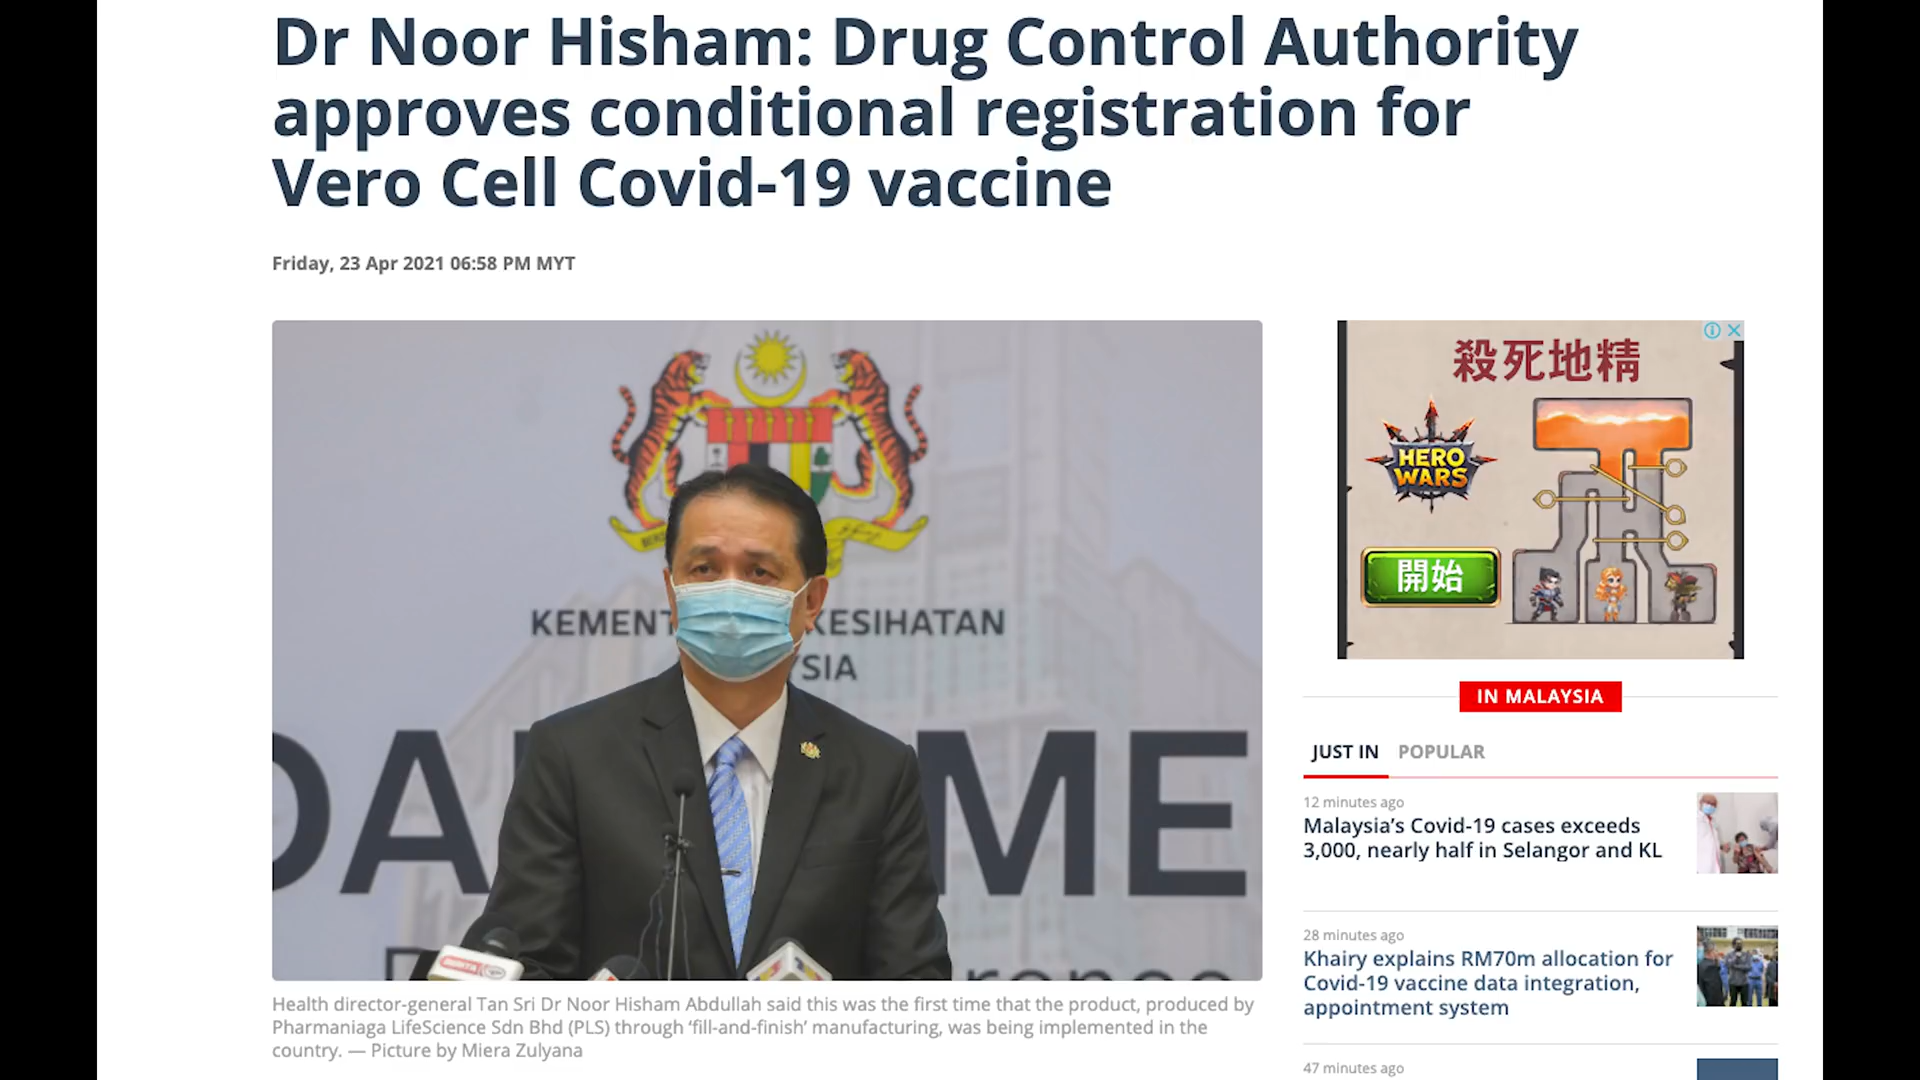 Dr Noor Hisham: Drug Control Authority
approves conditional registration for
Vero Cell Covid-19 vaccine
Friday, 23 Apr 2021 06:58 PM MYT
KEMENT KESIHATAN
YSIA
DA ME
Health director-general Tan Sri Dr Noor Hisham Abdullah said this was the first time that the product, produced by
Pharmaniaga LifeScience Sdn Bhd (PLS) through ‘fill-and-finish’ manufacturing, was being implemented in the
country. — Picture by Miera Zulyana
殺死地精
HERO
WARS
開始
IN MALAYSIA
JUST IN POPULAR
12 minutes ago
Malaysia’s Covid-19 cases exceeds
3,000, nearly half in Selangor and KL
28 minutes ago
Khairy explains RM70m allocation for
Covid-19 vaccine data integration,
appointment system
47 minutes ago